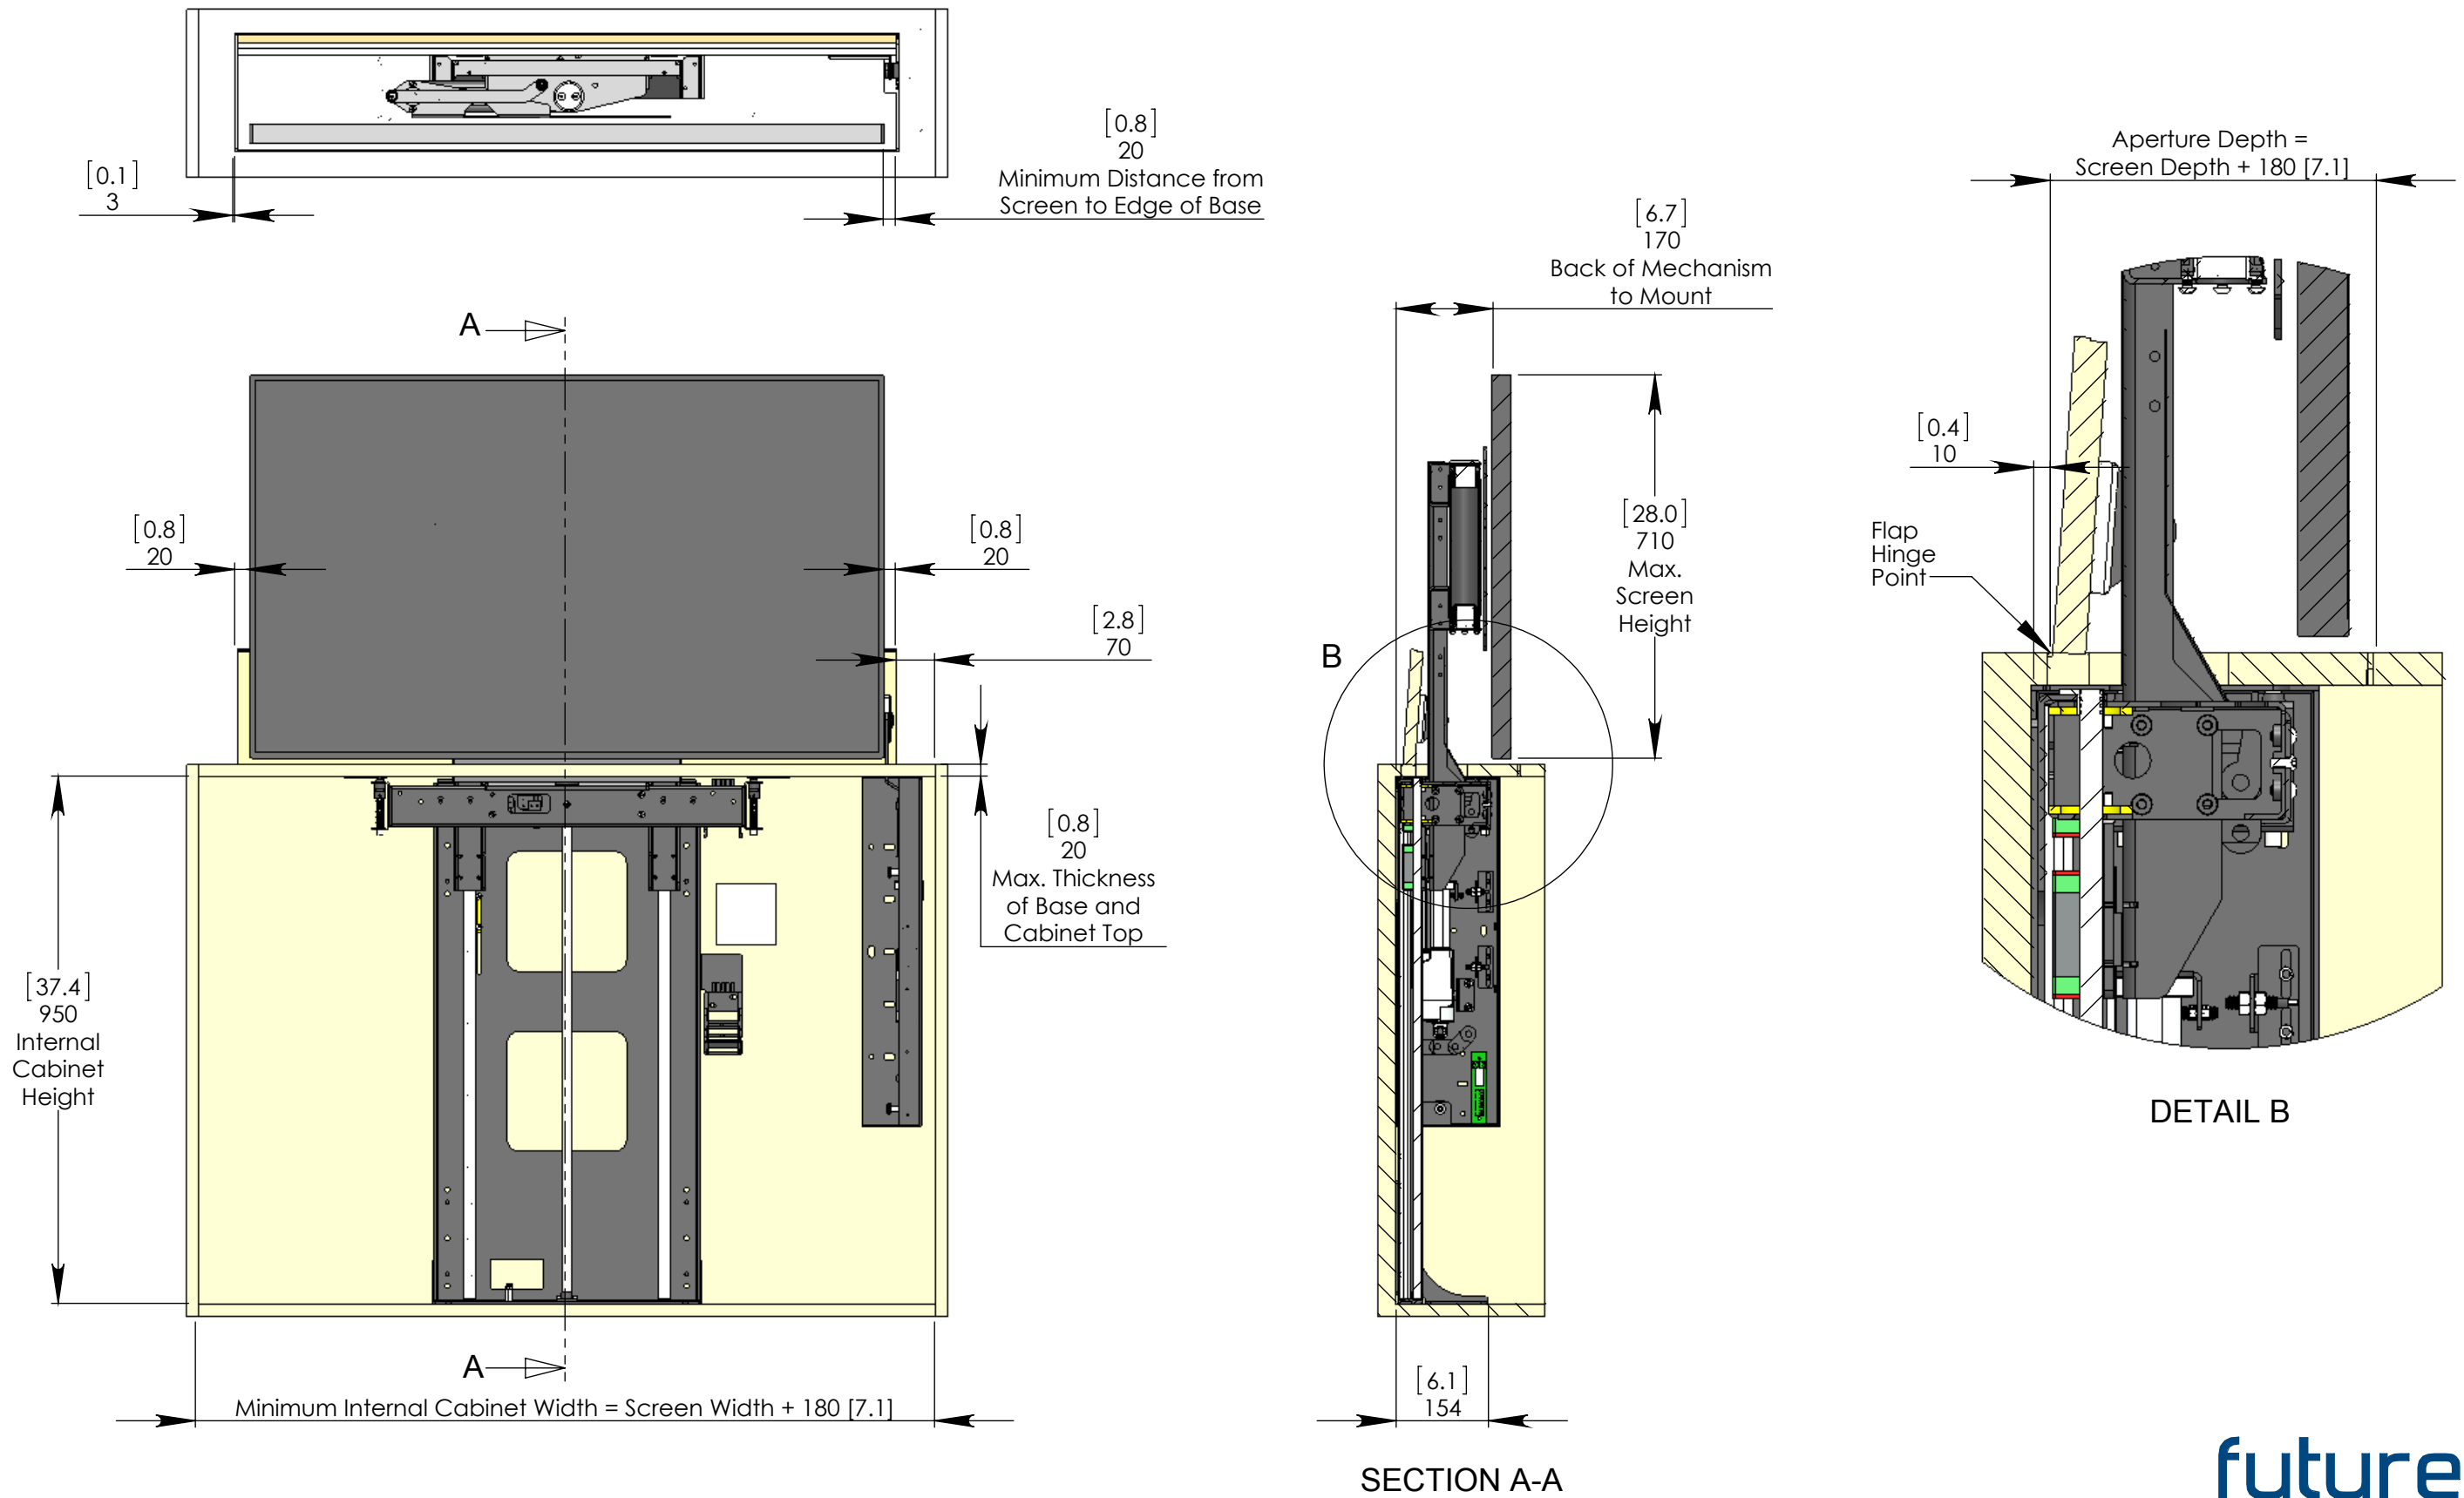 [0.1]
3
[0.8]
20
Minimum Distance from
Screen to Edge of Base
Aperture Depth =
Screen Depth + 180 [7.1]
[6.7]
170
Back of Mechanism
to Mount
A
[0.4]
10
[0.8]
20
[0.8]
20
[28.0]
710
Max.
Screen
Height
Flap
Hinge
Point
[2.8]
70
B
[0.8]
20
Max. Thickness
of Base and
Cabinet Top
[37.4]
950
Internal
Cabinet
Height
DETAIL B
A
Minimum Internal Cabinet Width = Screen Width + 180 [7.1]
[6.1]
154
SECTION A-A
future